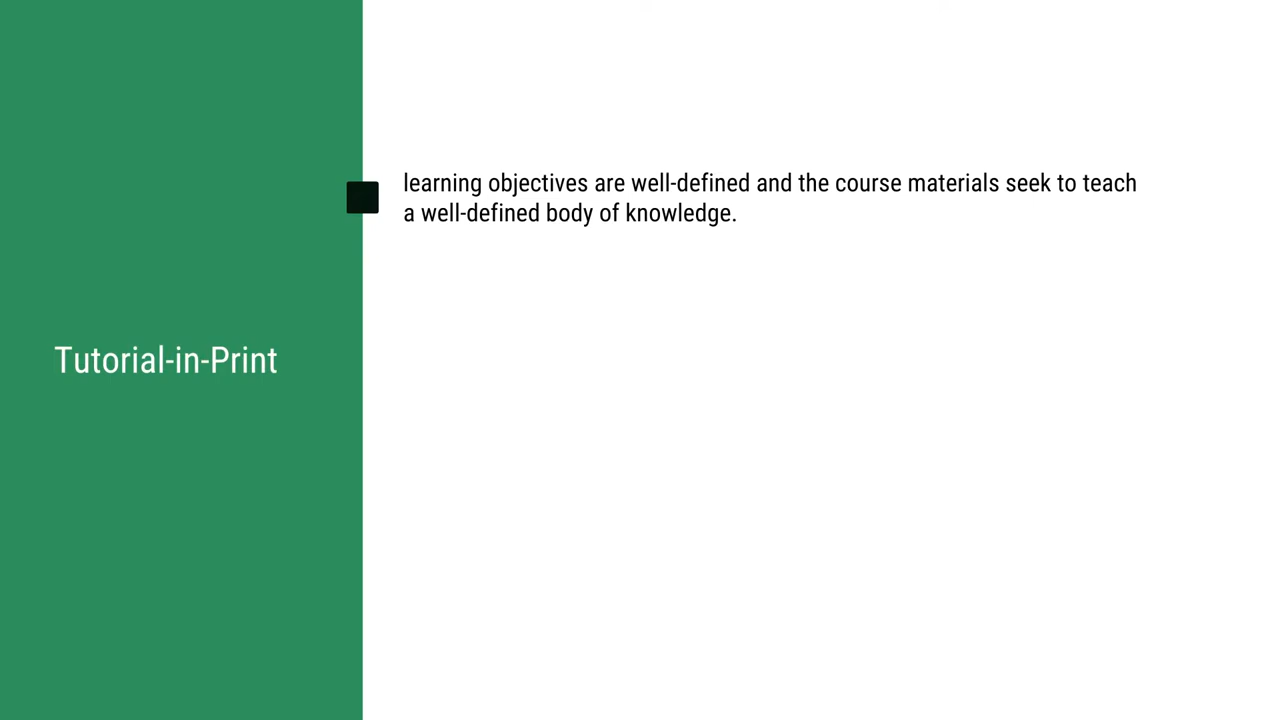 Tutorial-in-Print
learning objectives are well-defined and the course materials seek to teach
a well-defined body of knowledge.